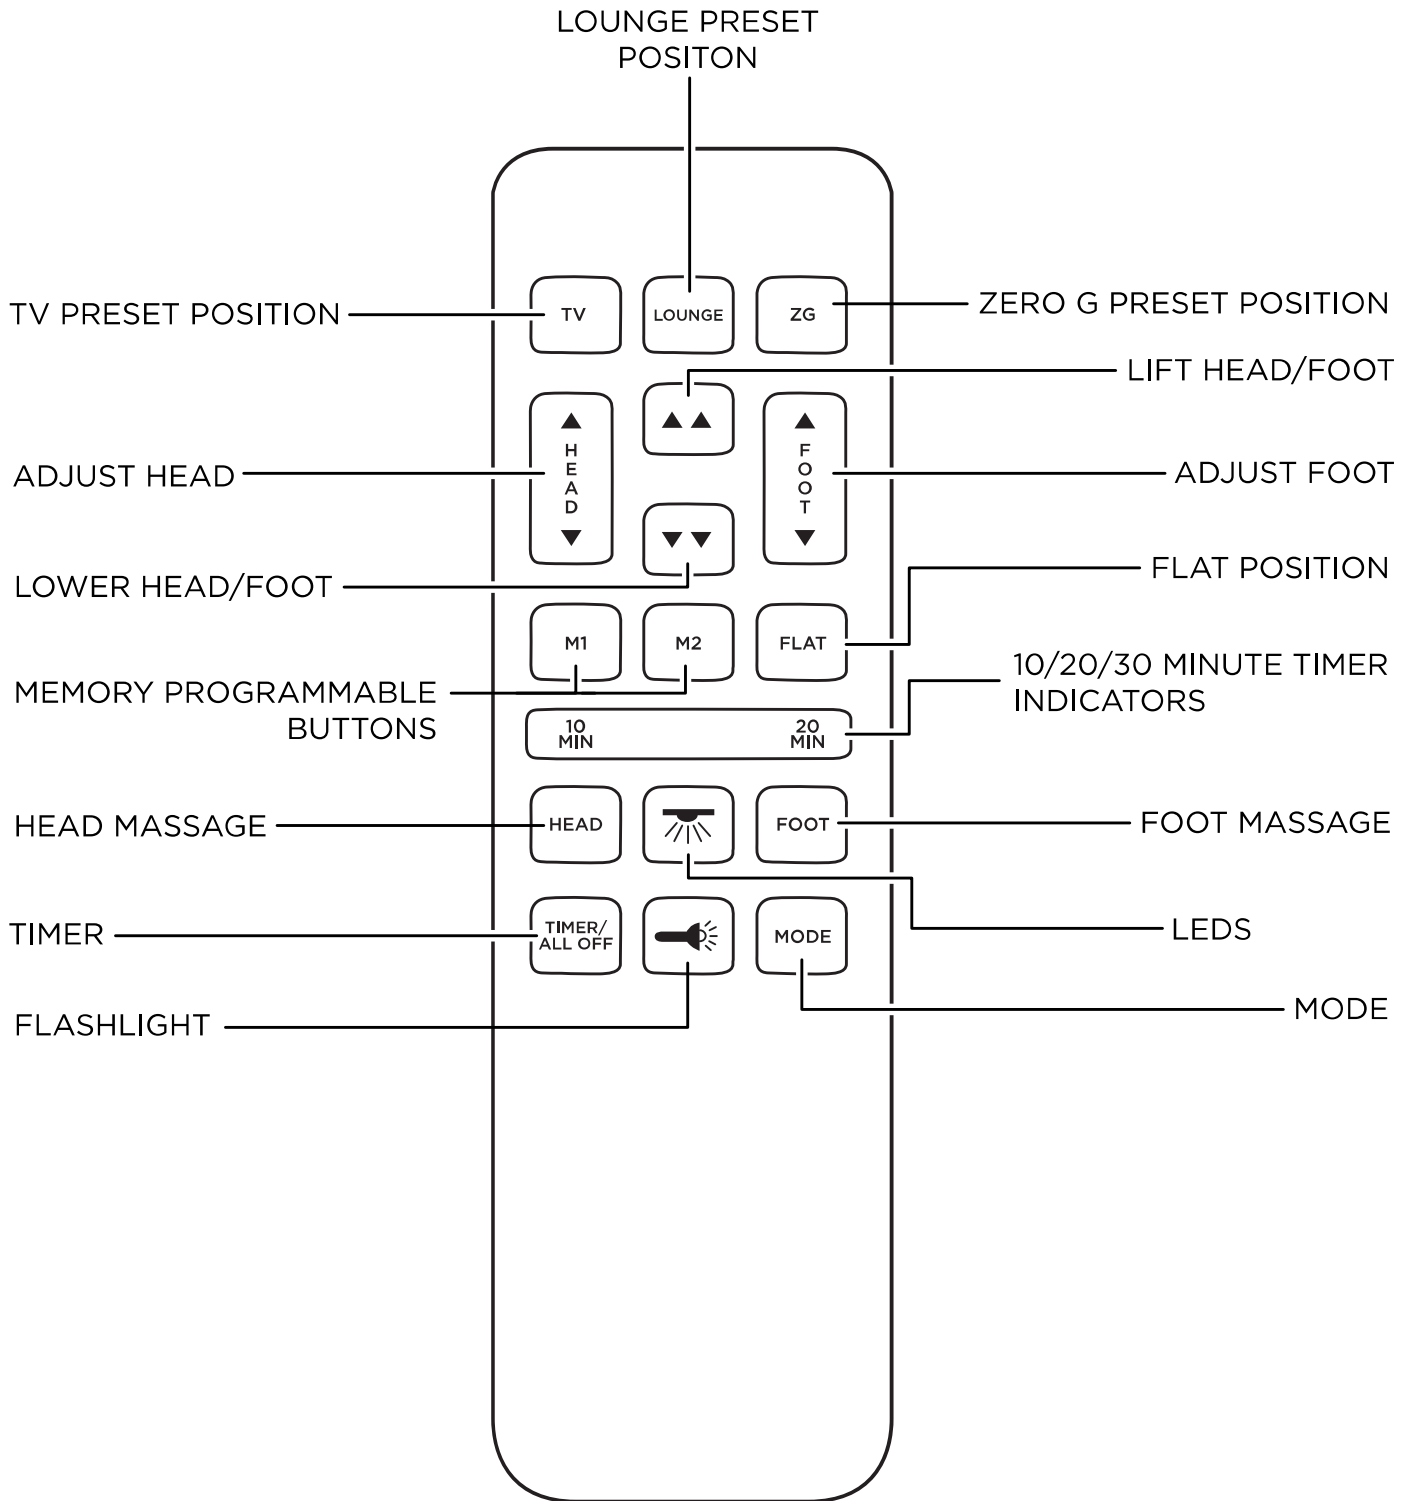 LOUNGE PRESET
POSITON
TV PRESET POSITION
TV
LOUNGE
ZG
ZERO G PRESET POSITION
LIFT HEAD/FOOT
ADJUST HEAD
HEAD
FOOT
ADJUST FOOT
LOWER HEAD/FOOT
FLAT POSITION
M1
M2
FLAT
MEMORY PROGRAMMABLE
BUTTONS
10/20/30 MINUTE TIMER
INDICATORS
10
MIN
20
MIN
HEAD MASSAGE
HEAD
FOOT
FOOT MASSAGE
TIMER
TIMER/
ALL OFF
MODE
LEDS
FLASHLIGHT
MODE